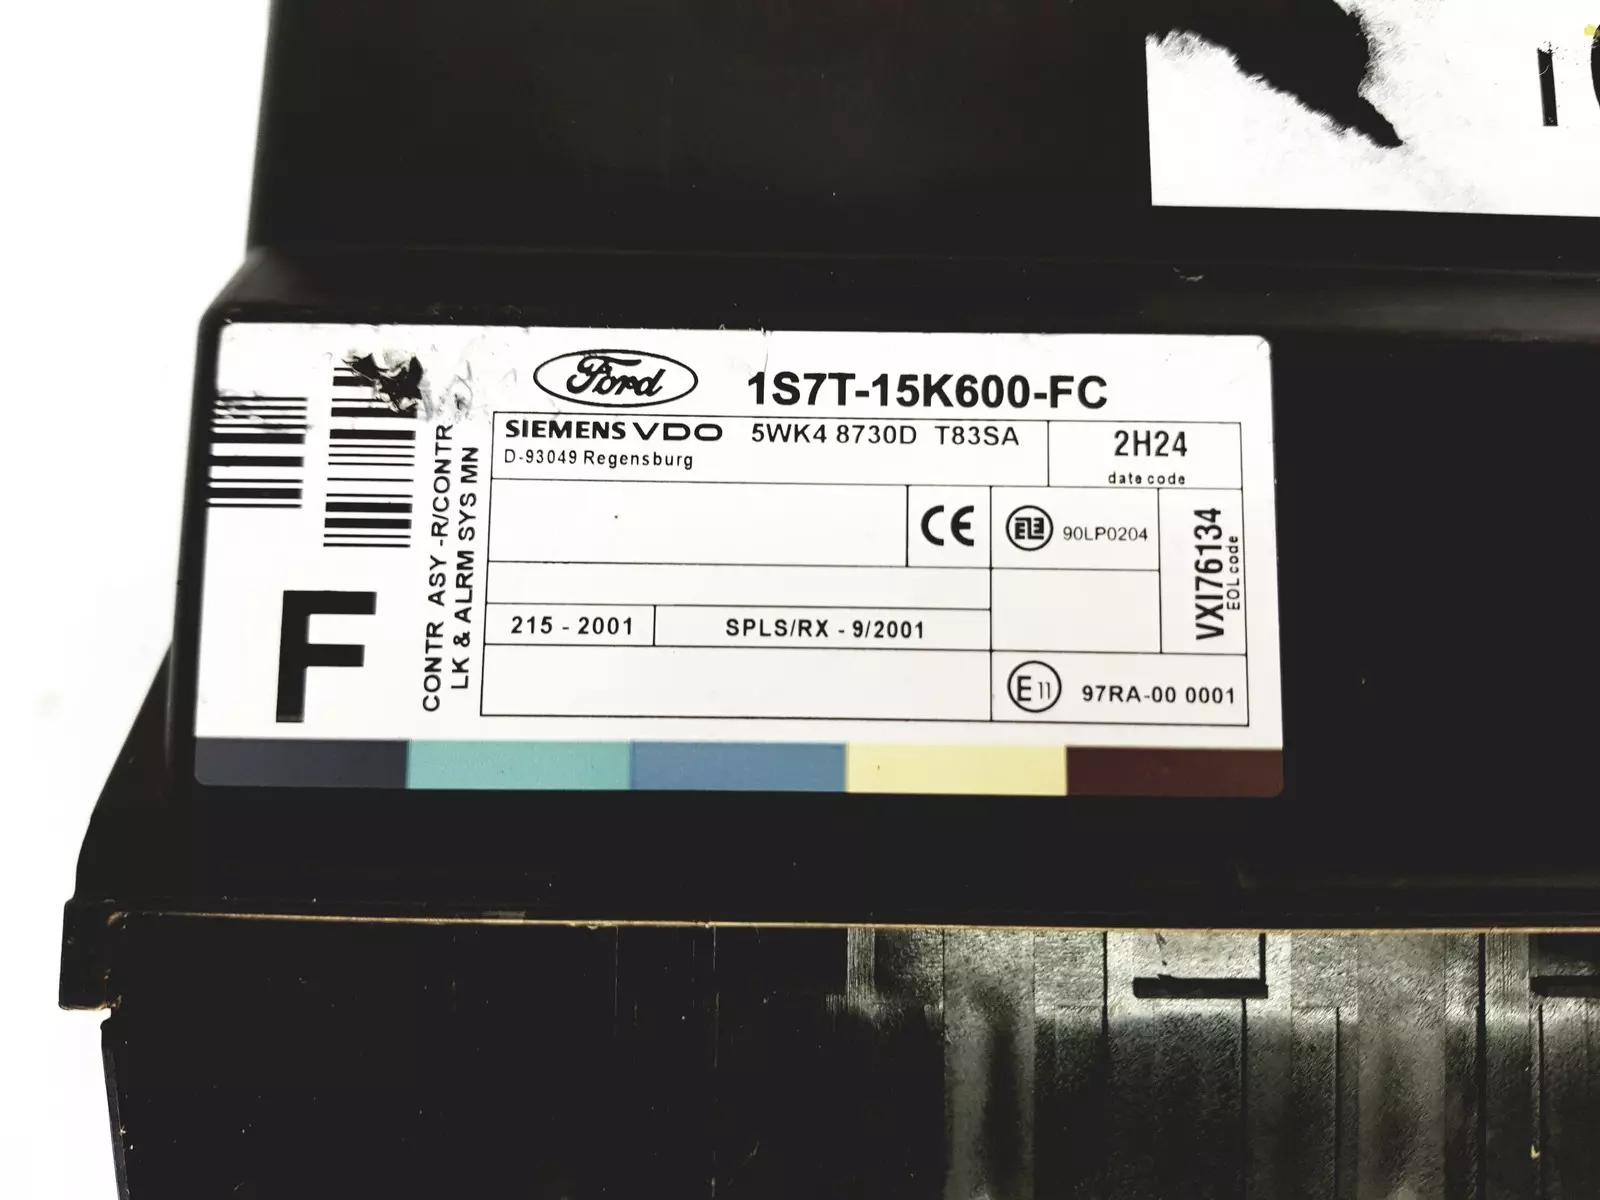 Ford 1S7T-15K600-FC
SIEMENS VDO 5WK4 8730D T83SA
D-93049 Regensburg
2H24
date code
CE
90LP0204
VXI76134
EOL code
215 - 2001
SPLS/RX - 9/2001
E11 97RA-00 0001
CONTR ASY -R/CONTR
LK & ALRM SYS MN
F